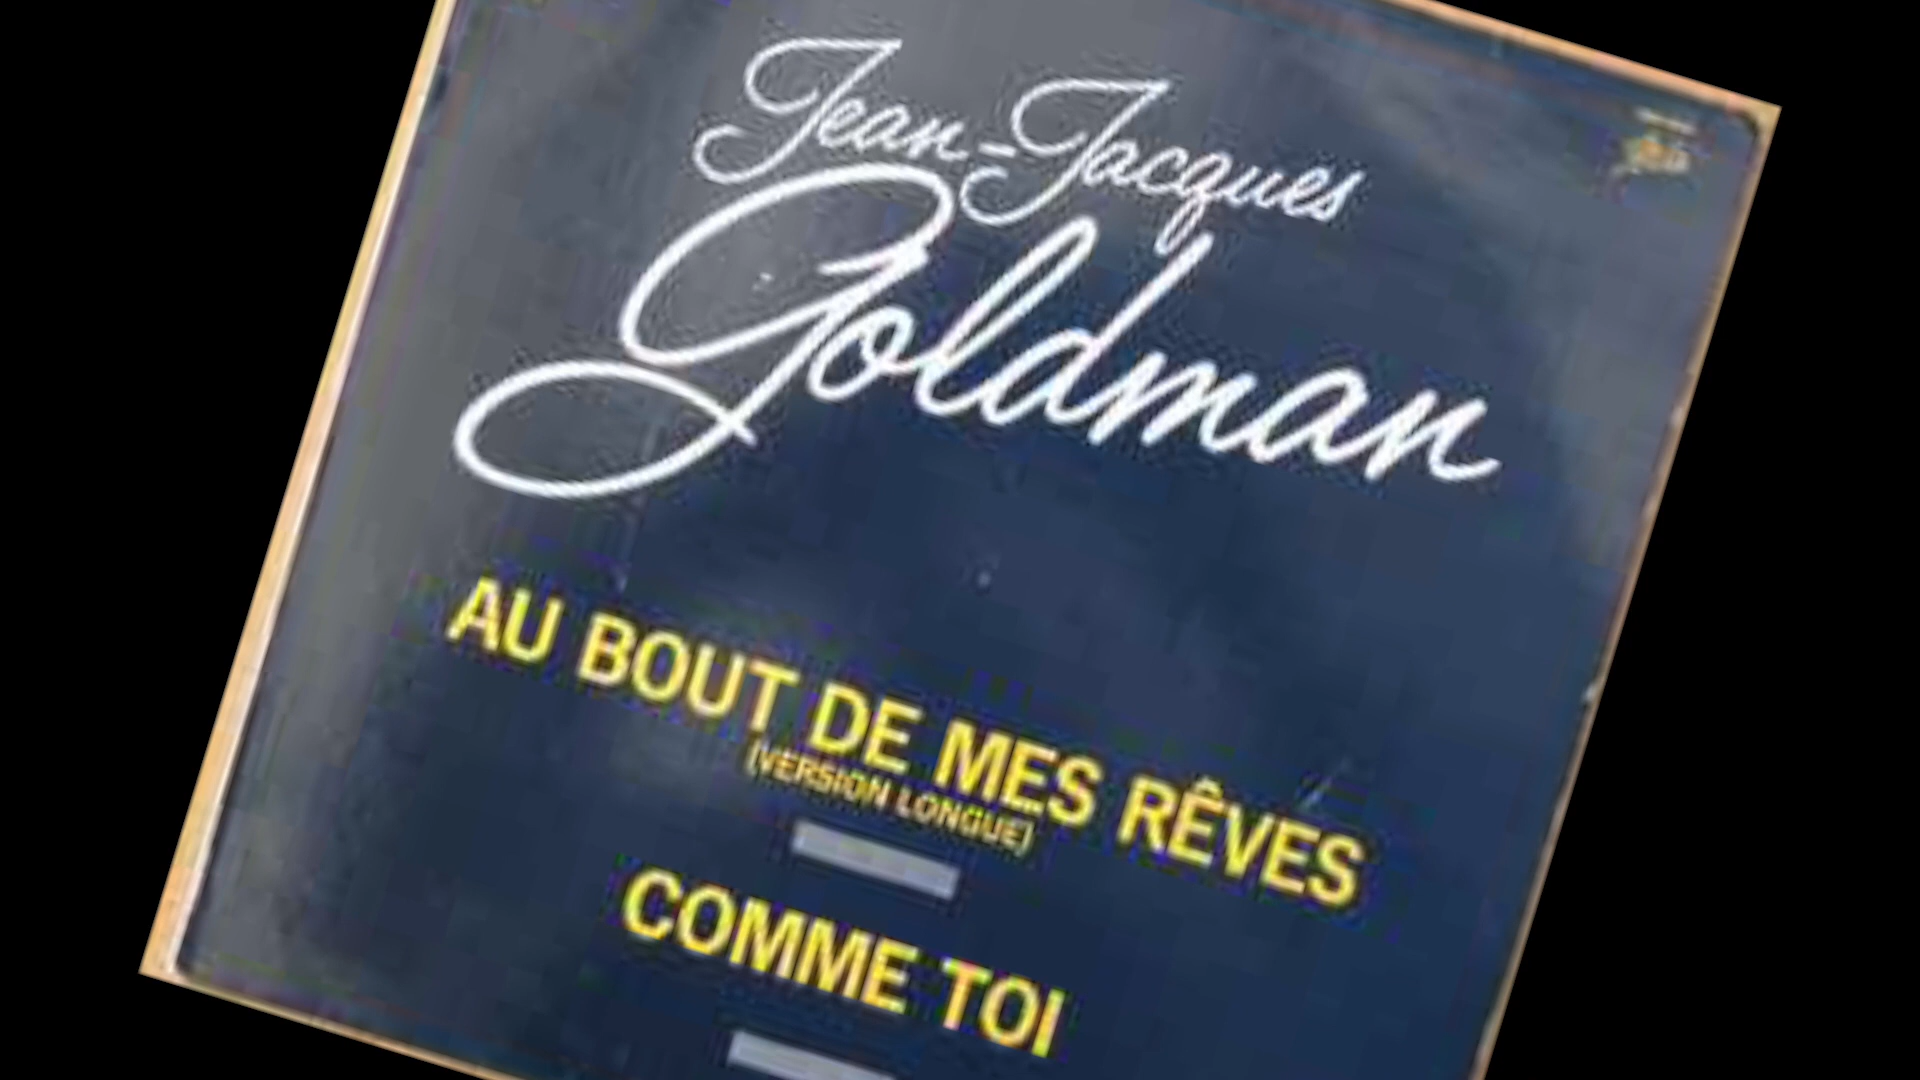 Jean-Jacques
Goldman
AU BOUT DE MES RÊVES
(VERSION LONGUE)
COMME TOI